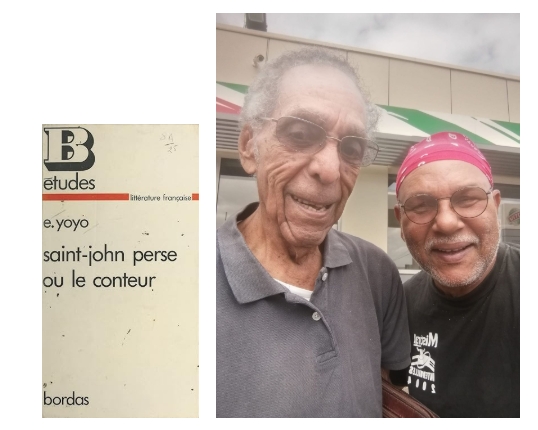 B
études
littérature française
e. yoyo
saint-john perse
ou le conteur
bordas